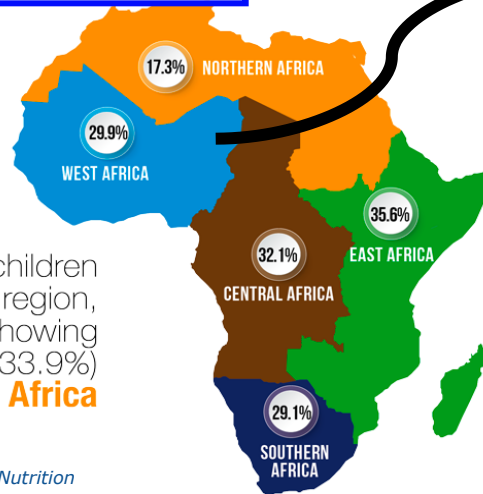 17.3%
NORTHERN AFRICA
29.9%
WEST AFRICA
35.6%
EAST AFRICA
32.1%
CENTRAL AFRICA
children
region,
howing
33.9%)
Africa
29.1%
SOUTHERN
AFRICA
Nutrition